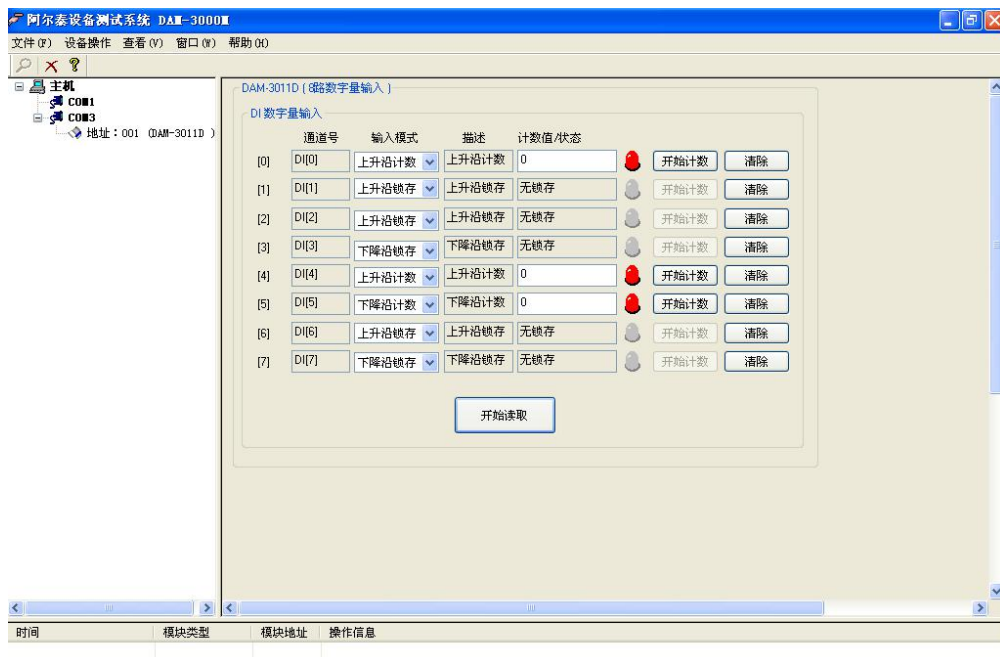 阿尔泰设备测试系统 DAM-3000M
文件(F) 设备操作 查看(V) 窗口(W) 帮助(H)
主机
COM1
COM3
地址：001 (DAM-3011D )
DAM-3011D ( 8路数字量输入 )
DI 数字量输入
通道号 输入模式 描述 计数值/状态
[0] DI[0] 上升沿计数 上升沿计数 0 开始计数 清除
[1] DI[1] 上升沿锁存 上升沿锁存 无锁存 开始计数 清除
[2] DI[2] 上升沿锁存 上升沿锁存 无锁存 开始计数 清除
[3] DI[3] 下降沿锁存 下降沿锁存 无锁存 开始计数 清除
[4] DI[4] 上升沿计数 上升沿计数 0 开始计数 清除
[5] DI[5] 下降沿计数 下降沿计数 0 开始计数 清除
[6] DI[6] 上升沿锁存 上升沿锁存 无锁存 开始计数 清除
[7] DI[7] 下降沿锁存 下降沿锁存 无锁存 开始计数 清除
开始读取
时间 模块类型 模块地址 操作信息